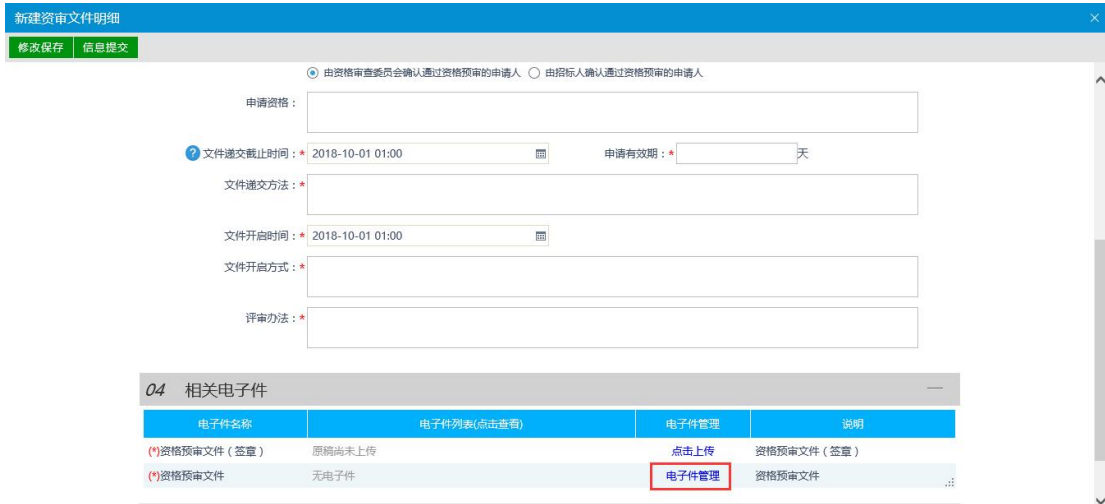 新建资审文件明细
修改保存 信息提交
由资格审查委员会确认通过资格预审的申请人 由招标人确认通过资格预审的申请人
申请资格：
? 文件递交截止时间：* 2018-10-01 01:00 申请有效期：* 天
文件递交方法：*
文件开启时间：* 2018-10-01 01:00
文件开启方式：*
评审办法：*
04 相关电子件
电子件名称 电子件列表(点击查看) 电子件管理 说明
(*)资格预审文件（签章） 原稿尚未上传 点击上传 资格预审文件（签章）
(*)资格预审文件 无电子件 电子件管理 资格预审文件